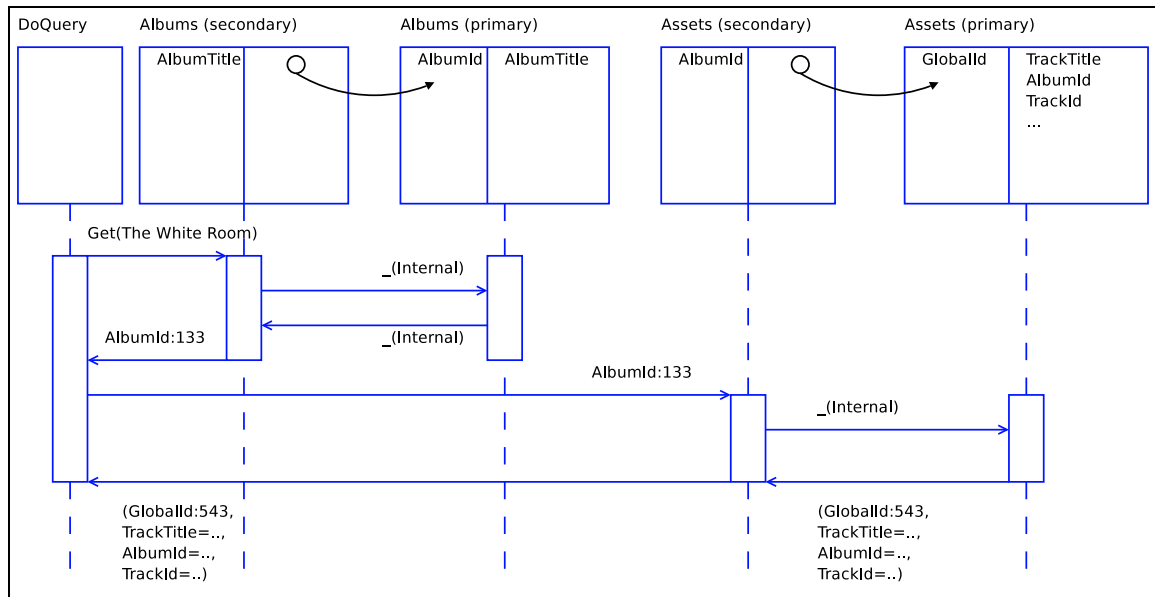 DoQuery
Albums (secondary)
Albums (primary)
Assets (secondary)
Assets (primary)
AlbumTitle
AlbumId
AlbumTitle
AlbumId
GlobalId
TrackTitle
AlbumId
TrackId
...
Get(The White Room)
_(Internal)
_(Internal)
AlbumId:133
AlbumId:133
_(Internal)
(GlobalId:543,
TrackTitle=..,
AlbumId=..,
TrackId=..)
(GlobalId:543,
TrackTitle=..,
AlbumId=..,
TrackId=..)